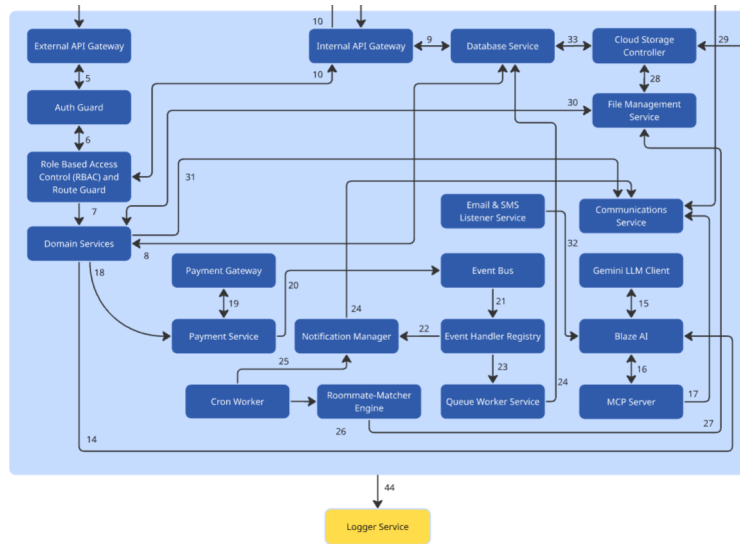 10
External API Gateway
Internal API Gateway
9
Database Service
33
Cloud Storage
Controller
29
5
10
28
Auth Guard
30
File Management
Service
6
Role Based Access
Control (RBAC) and
Route Guard
31
7
Email & SMS
Listener Service
Communications
Service
Domain Services
8
32
18
Payment Gateway
20
Event Bus
Gemini LLM Client
19
24
21
15
Payment Service
Notification Manager
22
Event Handler Registry
Blaze AI
25
23
24
16
Cron Worker
Roommate-Matcher
Engine
Queue Worker Service
MCP Server
17
26
27
14
44
Logger Service